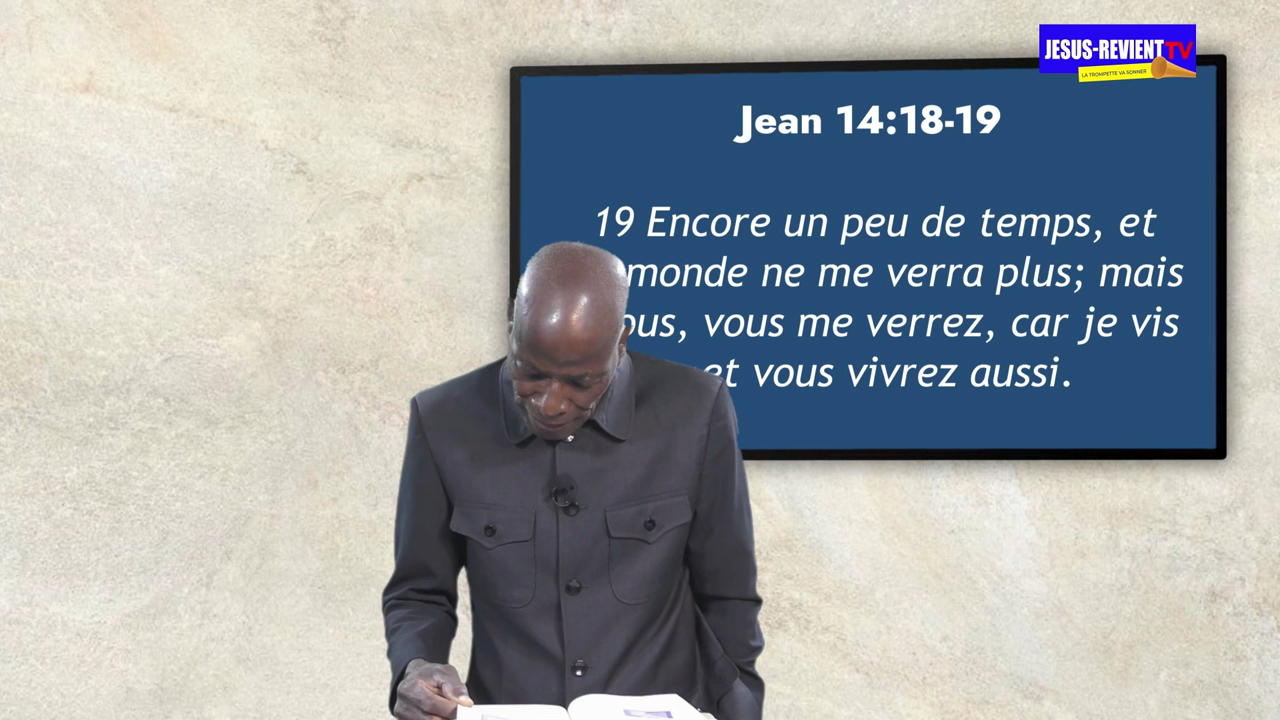 JESUS-REVIENT TV
LA TROMPETTE VA SONNER
Jean 14:18-19
19 Encore un peu de temps, et
monde ne me verra plus; mais
ous, vous me verrez, car je vis
et vous vivrez aussi.